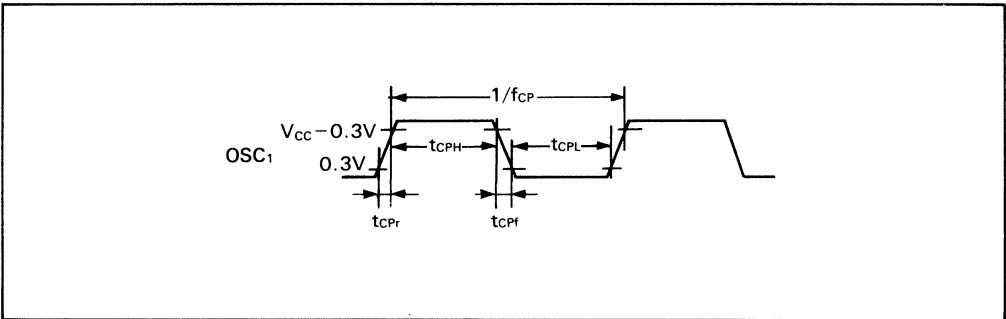 1/fCP
VCC−0.3V
tCPH
tCPL
OSC1
0.3V
tCPr
tCPf